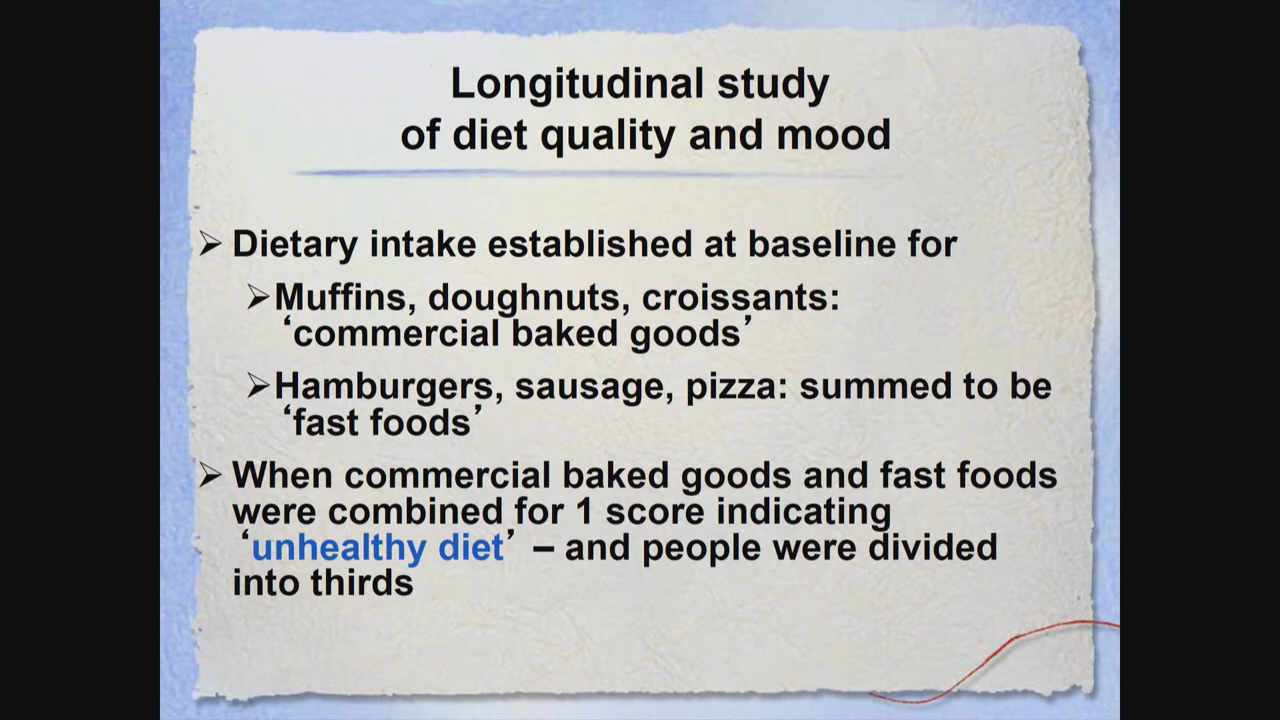 Longitudinal study
of diet quality and mood
➢ Dietary intake established at baseline for
➢Muffins, doughnuts, croissants:
‘commercial baked goods’
➢Hamburgers, sausage, pizza: summed to be
‘fast foods’
➢ When commercial baked goods and fast foods
were combined for 1 score indicating
‘unhealthy diet’ – and people were divided
into thirds